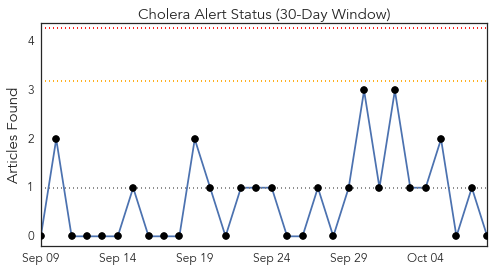 Cholera Alert Status (30-Day Window)
Articles Found
4
3
2
1
0
Sep 09 Sep 14 Sep 19 Sep 24 Sep 29 Oct 04